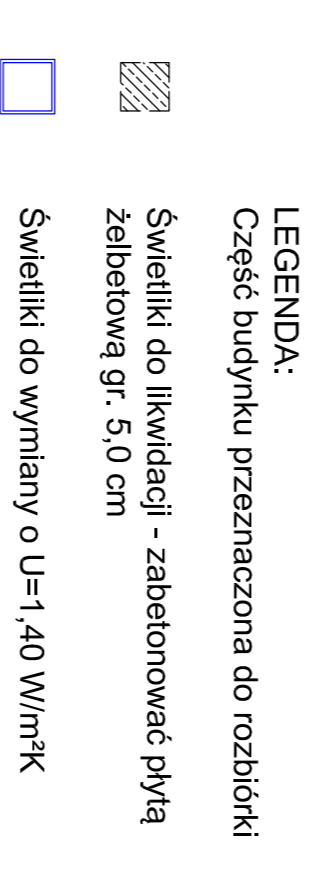 LEGENDA:
Część budynku przeznaczona do rozbiórki
Świetliki do likwidacji - zabetonować płytą
żelbetową gr. 5,0 cm
Świetliki do wymiany o U=1,40 W/m²K